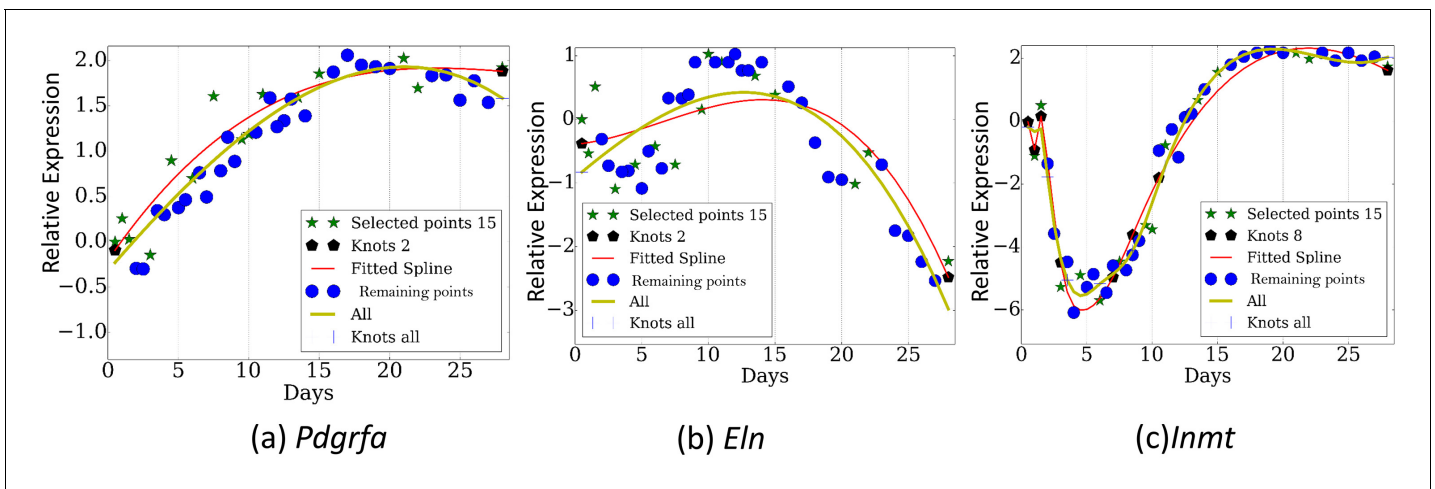 2.0
1.5
1.0
0.5
0.0
−0.5
−1.0
Relative Expression
Selected points 15
Knots 2
Fitted Spline
Remaining points
All
Knots all
0 5 10 15 20 25
Days
(a) Pdgrfa
1
0
−1
−2
−3
Relative Expression
Selected points 15
Knots 2
Fitted Spline
Remaining points
All
Knots all
0 5 10 15 20 25
Days
(b) Eln
2
0
−2
−4
−6
Relative Expression
Selected points 15
Knots 8
Fitted Spline
Remaining points
All
Knots all
0 5 10 15 20 25
Days
(c)Inmt